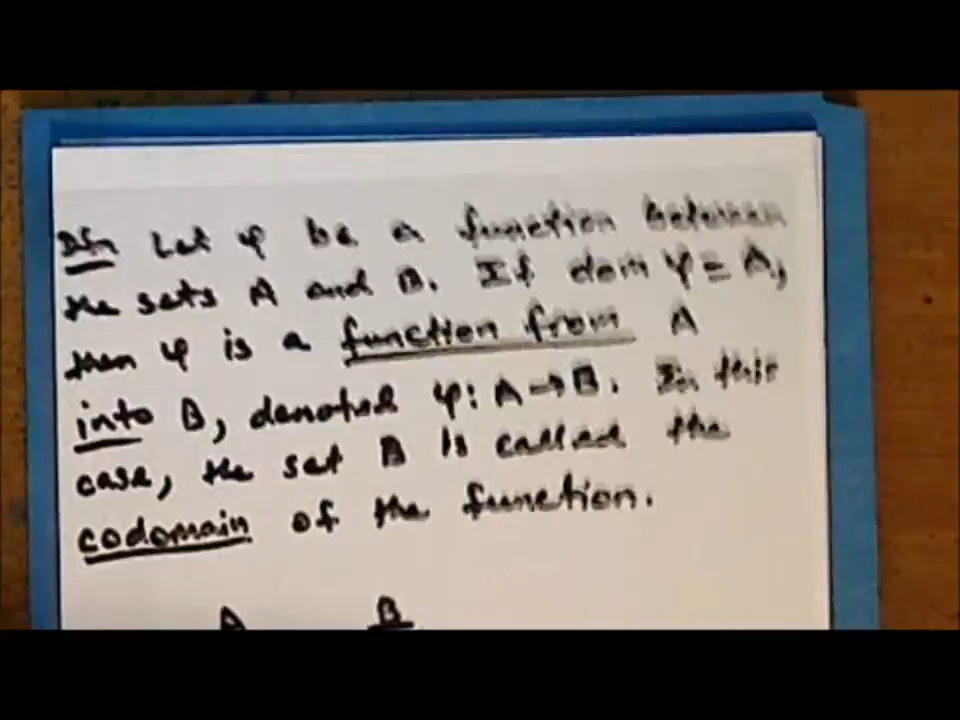 Dfn Let φ be a function between
the sets A and B. If dom φ = A,
then φ is a function from A
into B, denoted φ: A → B. In this
case, the set B is called the
codomain of the function.
A B